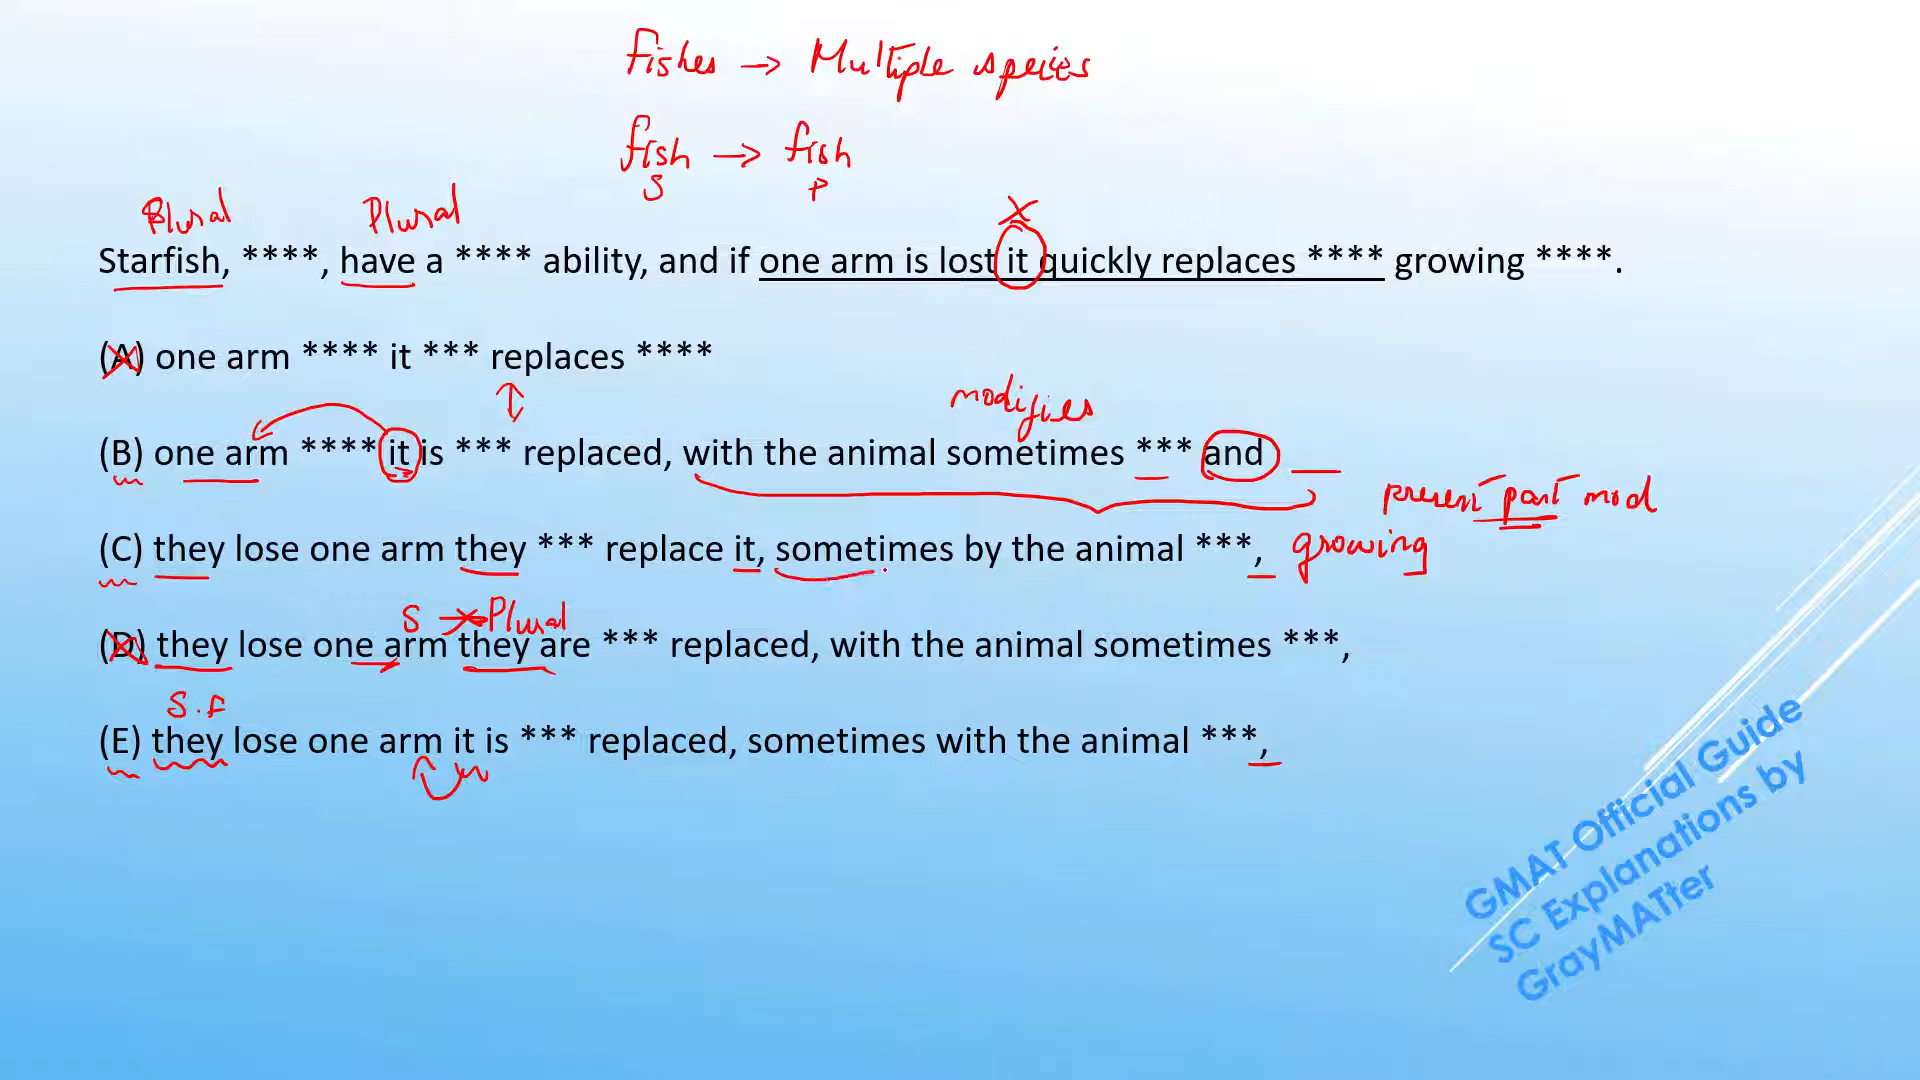 Fishes → Multiple species
fish → fish
S P
Plural Plural X
Starfish, ****, have a **** ability, and if one arm is lost it quickly replaces **** growing ****.
(A) one arm **** it *** replaces ****
modifies
(B) one arm **** it is *** replaced, with the animal sometimes *** and
present part mod
(C) they lose one arm they *** replace it, sometimes by the animal ***, growing
S Plural
(D) they lose one arm they are *** replaced, with the animal sometimes ***,
S.F
(E) they lose one arm it is *** replaced, sometimes with the animal ***,
GMAT Official Guide
SC Explanations by
GrayMATter